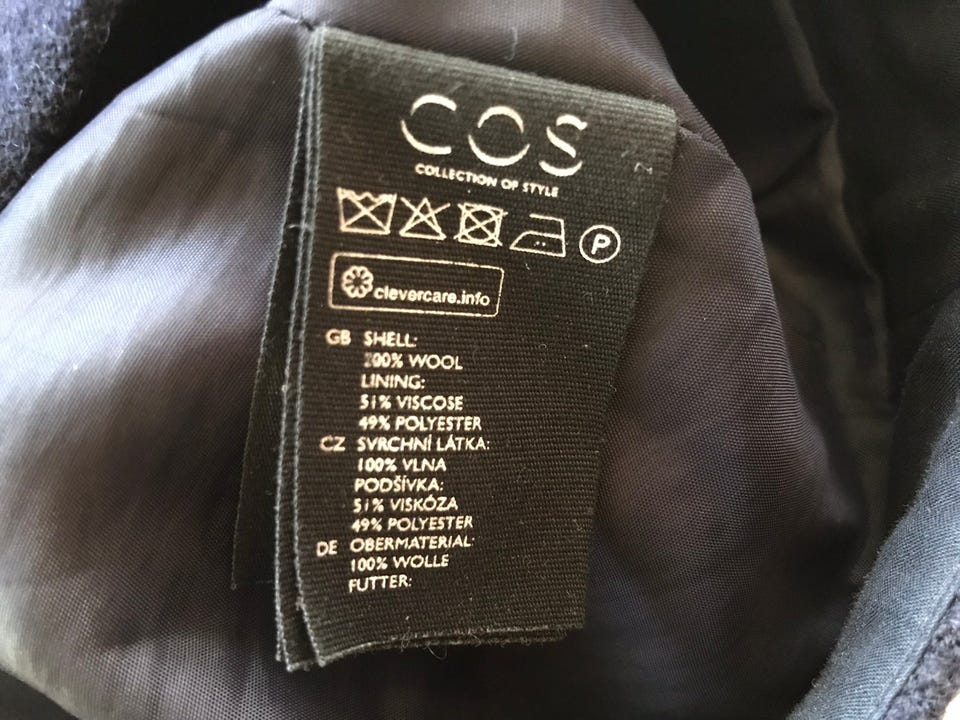 COS
COLLECTION OF STYLE
P
clevercare.info
GB SHELL:
100% WOOL
LINING:
51% VISCOSE
49% POLYESTER
CZ SVRCHNÍ LÁTKA:
100% VLNA
PODŠÍVKA:
51% VISKÓZA
49% POLYESTER
DE OBERMATERIAL:
100% WOLLE
FUTTER:
2